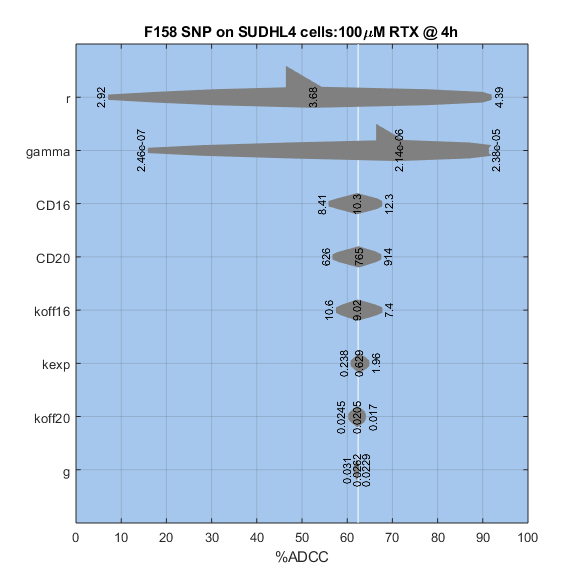 F158 SNP on SUDHL4 cells:100μM RTX @ 4h
r 2.92 3.68 4.39
gamma 2.46e-07 2.14e-06 2.38e-05
CD16 8.41 10.3 12.3
CD20 626 765 914
koff16 10.6 9.02 7.4
kexp 0.238 0.629 1.96
koff20 0.0245 0.0205 0.017
g 0.031 0.0262 0.0229
0 10 20 30 40 50 60 70 80 90 100
%ADCC